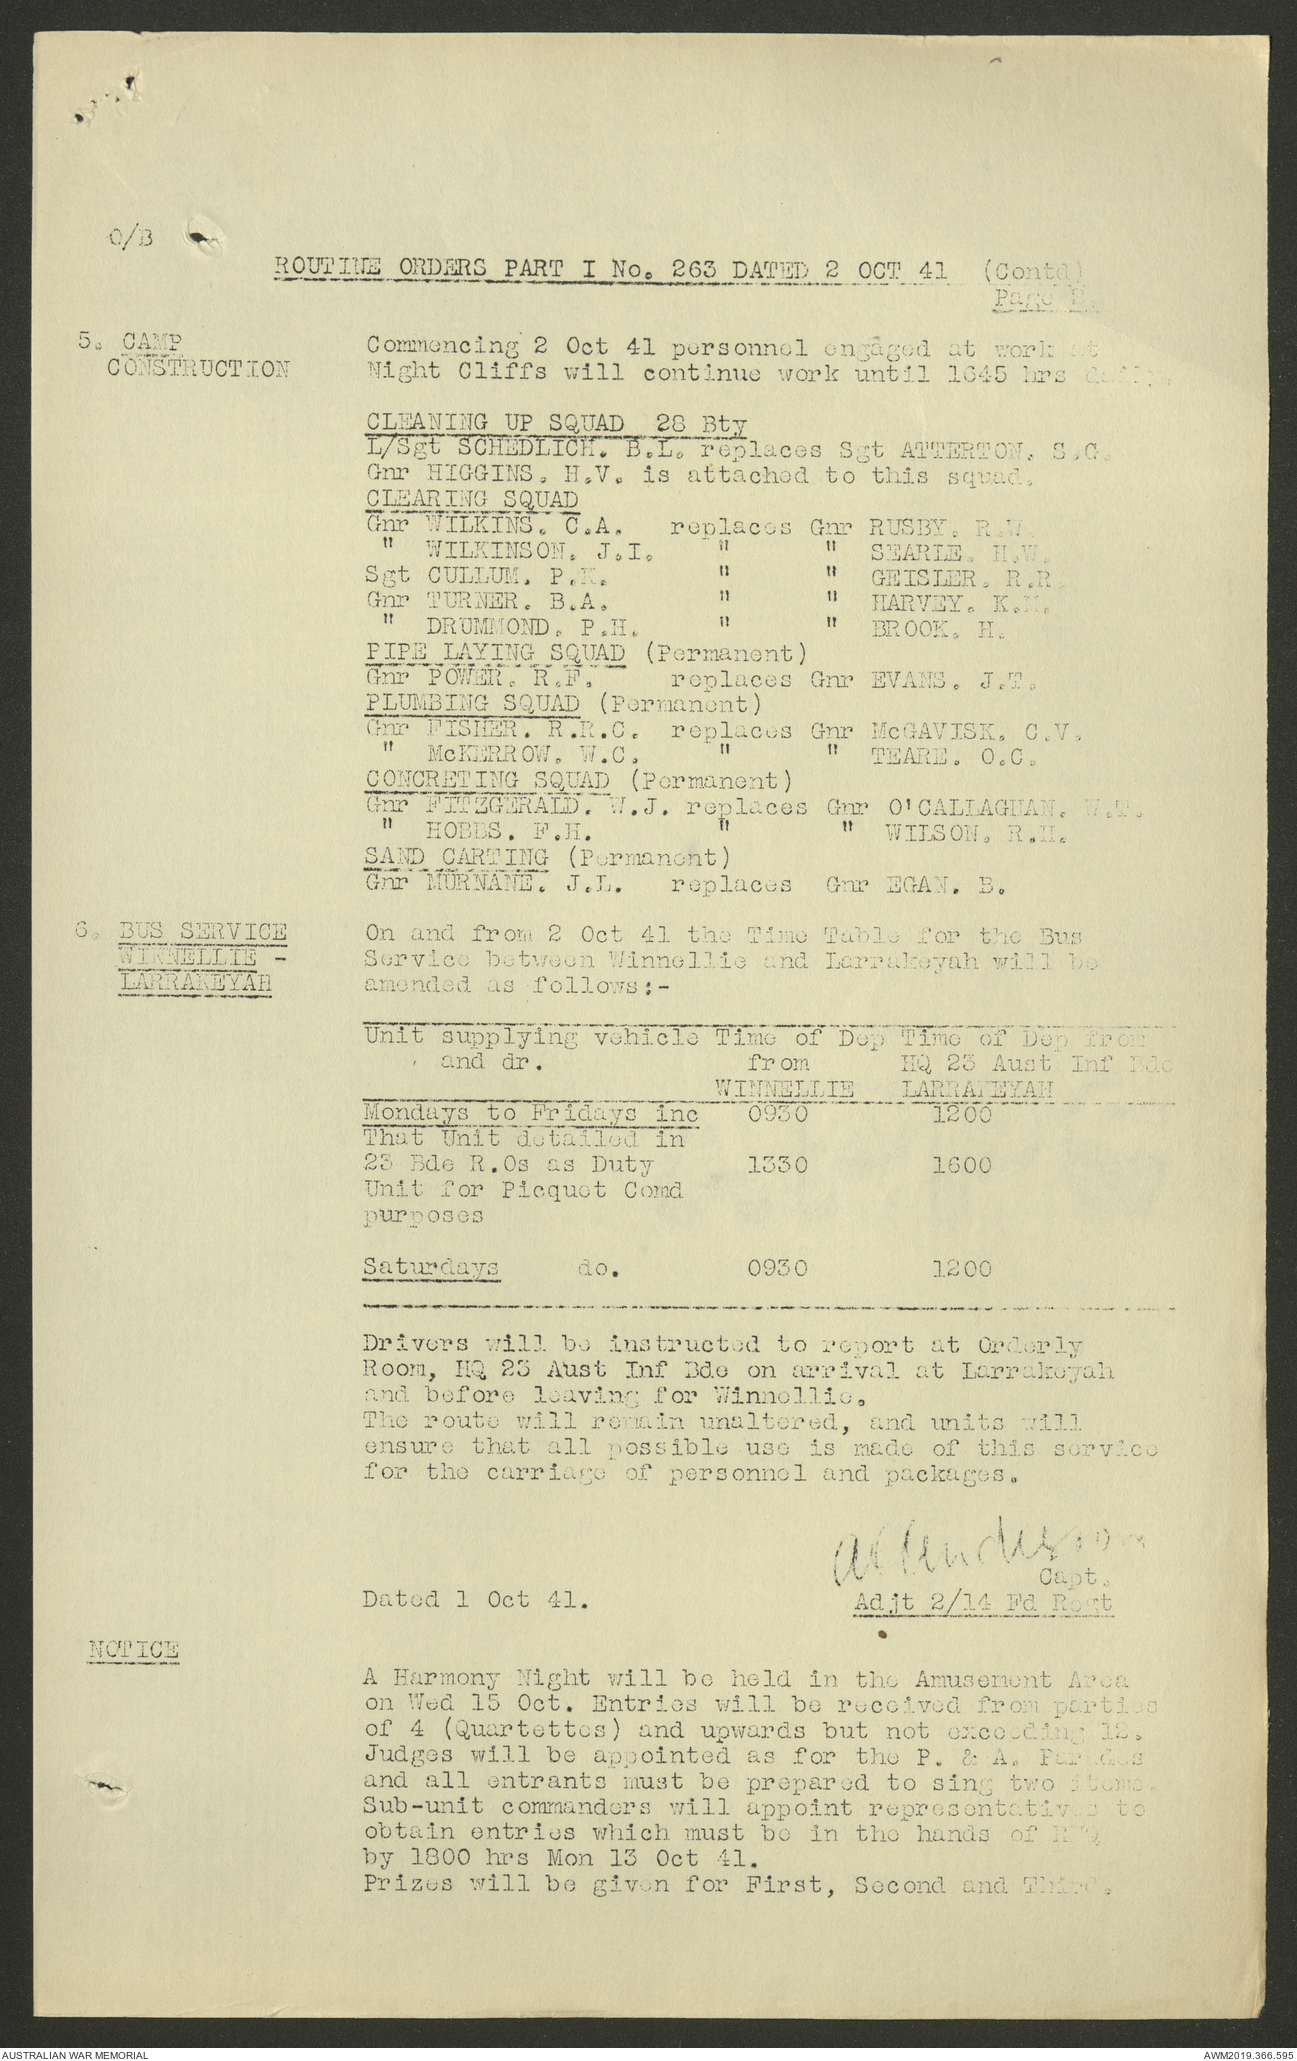 O/B
ROUTINE ORDERS PART I No. 263 DATED 2 OCT 41 (Contd)
Page 2.
5. CAMP
CONSTRUCTION
Commencing 2 Oct 41 personnel engaged at work at
Night Cliffs will continue work until 1645 hrs daily.
CLEANING UP SQUAD 28 Bty
L/Sgt SCHEDLICH. B.L. replaces Sgt ATTERTON. S.G.
Gnr HIGGINS. H.V. is attached to this squad.
CLEARING SQUAD
Gnr WILKINS. C.A. replaces Gnr RUSBY. R.W.
" WILKINSON. J.I. " " SEARLE. H.W.
Sgt CULLUM. P.K. " " GEISLER. R.R.
Gnr TURNER. B.A. " " HARVEY. K.
" DRUMMOND. P.H. " " BROOK. H.
PIPE LAYING SQUAD (Permanent)
Gnr POWER. R.F. replaces Gnr EVANS. J.T.
PLUMBING SQUAD (Permanent)
Gnr FISHER. R.R.C. replaces Gnr McGAVISK. C.V.
" McKERROW. W.C. " " TEARE. O.C.
CONCRETING SQUAD (Permanent)
Gnr FITZGERALD. W.J. replaces Gnr O'CALLAGHAN. W.T.
" HOBBS. F.H. " " WILSON. R.H.
SAND CARTING (Permanent)
Gnr MURNANE. J.L. replaces Gnr EGAN. B.
6. BUS SERVICE
WINNELLIE -
LARRAKEYAH
On and from 2 Oct 41 the Time Table for the Bus
Service between Winnellie and Larrakeyah will be
amended as follows:-
Unit supplying vehicle Time of Dep Time of Dep from
and dr. from HQ 23 Aust Inf Bde
WINNELLIE LARRAKEYAH
Mondays to Fridays inc 0930 1200
That Unit detailed in
23 Bde R.Os as Duty 1330 1600
Unit for Picquet Comd
purposes
Saturdays do. 0930 1200
Drivers will be instructed to report at Orderly
Room, HQ 23 Aust Inf Bde on arrival at Larrakeyah
and before leaving for Winnellie.
The route will remain unaltered, and units will
ensure that all possible use is made of this service
for the carriage of personnel and packages.
Capt.
Dated 1 Oct 41. Adjt 2/14 Fd Regt
NOTICE
A Harmony Night will be held in the Amusement Area
on Wed 15 Oct. Entries will be received from parties
of 4 (Quartettes) and upwards but not exceeding 12.
Judges will be appointed as for the P. & A. Parades
and all entrants must be prepared to sing two items.
Sub-unit commanders will appoint representatives to
obtain entries which must be in the hands of RHQ
by 1800 hrs Mon 13 Oct 41.
Prizes will be given for First, Second and Third.
AUSTRALIAN WAR MEMORIAL
AWM2019.366.595